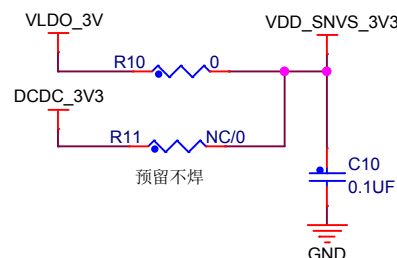 VLDO_3V
VDD_SNVS_3V3
R10
0
DCDC_3V3
R11
NC/0
预留不焊
C10
0.1UF
GND